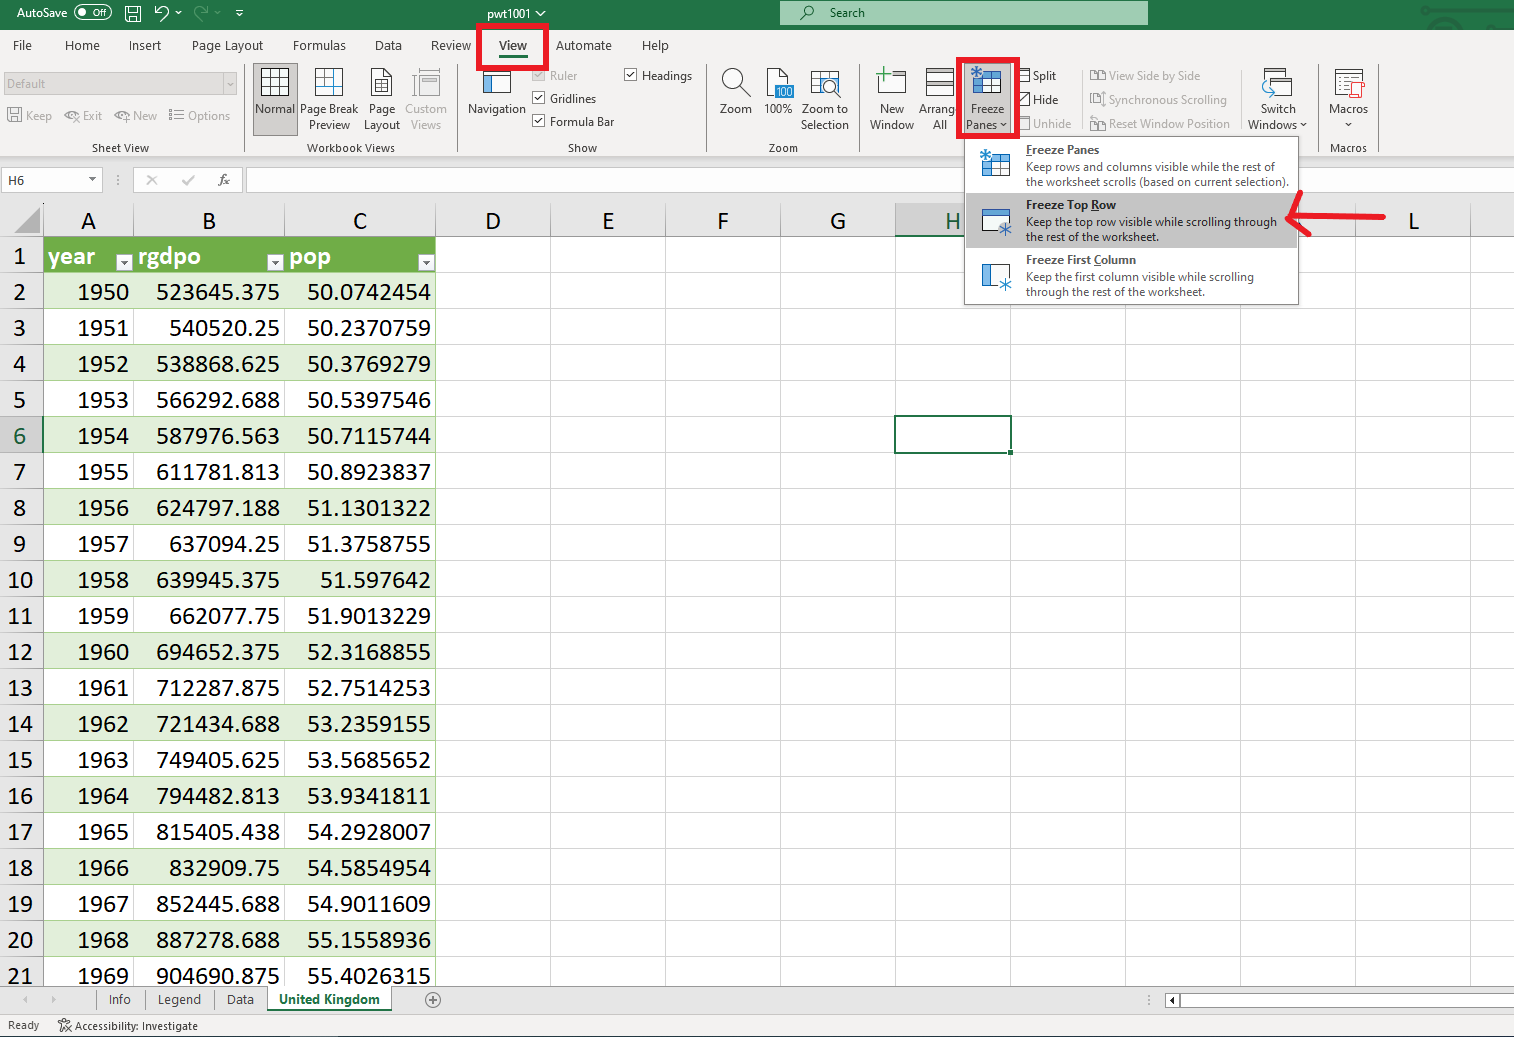 AutoSave Off pwt1001 Search
File Home Insert Page Layout Formulas Data Review View Automate Help
Default
Keep Exit New Options
Sheet View
Normal Page Break Preview Page Layout Custom Views
Workbook Views
Navigation
Ruler
Gridlines
Formula Bar
Headings
Show
Zoom 100 100% Zoom to Selection
Zoom
New Window Arrange All Freeze Panes
Split
Hide
Unhide
View Side by Side
Synchronous Scrolling
Reset Window Position
Switch Windows
Macros
Macros
Freeze Panes
Keep rows and columns visible while the rest of
the worksheet scrolls (based on current selection).
Freeze Top Row
Keep the top row visible while scrolling through
the rest of the worksheet.
Freeze First Column
Keep the first column visible while scrolling
through the rest of the worksheet.
H6 fx
A B C D E F G H L
1 year rgdpo pop
2 1950 523645.375 50.0742454
3 1951 540520.25 50.2370759
4 1952 538868.625 50.3769279
5 1953 566292.688 50.5397546
6 1954 587976.563 50.7115744
7 1955 611781.813 50.8923837
8 1956 624797.188 51.1301322
9 1957 637094.25 51.3758755
10 1958 639945.375 51.597642
11 1959 662077.75 51.9013229
12 1960 694652.375 52.3168855
13 1961 712287.875 52.7514253
14 1962 721434.688 53.2359155
15 1963 749405.625 53.5685652
16 1964 794482.813 53.9341811
17 1965 815405.438 54.2928007
18 1966 832909.75 54.5854954
19 1967 852445.688 54.9011609
20 1968 887278.688 55.1558936
21 1969 904690.875 55.4026315
Info Legend Data United Kingdom
Ready Accessibility: Investigate